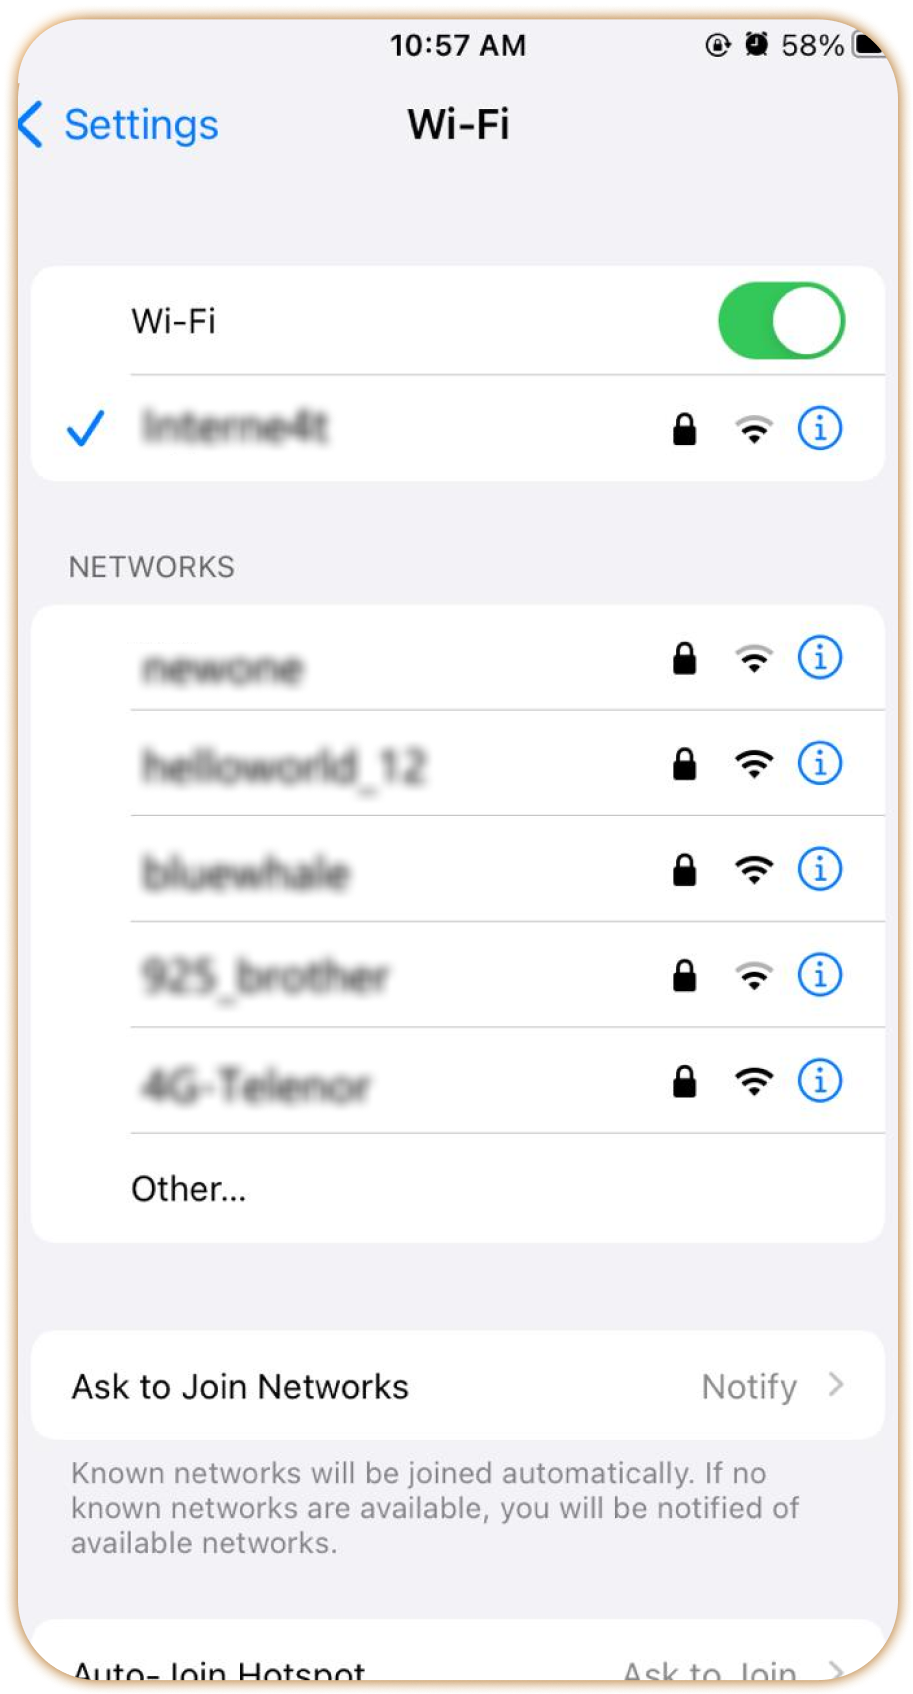 10:57 AM
58%
Settings
Wi-Fi
Wi-Fi
Interne4t
NETWORKS
newone
helloworld_12
bluewhale
925_brother
4G-Telenor
Other...
Ask to Join Networks
Notify
Known networks will be joined automatically. If no
known networks are available, you will be notified of
available networks.
Auto-Join Hotspot
Ask to Join